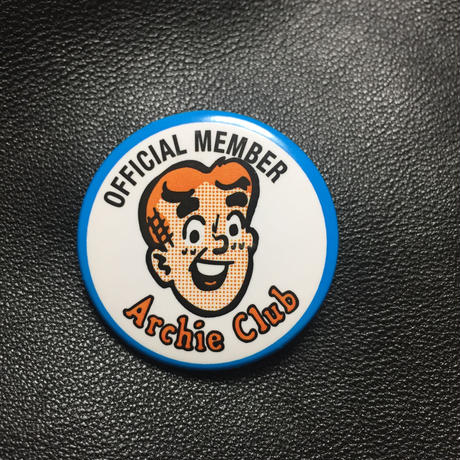 OFFICIAL MEMBER
Archie Club